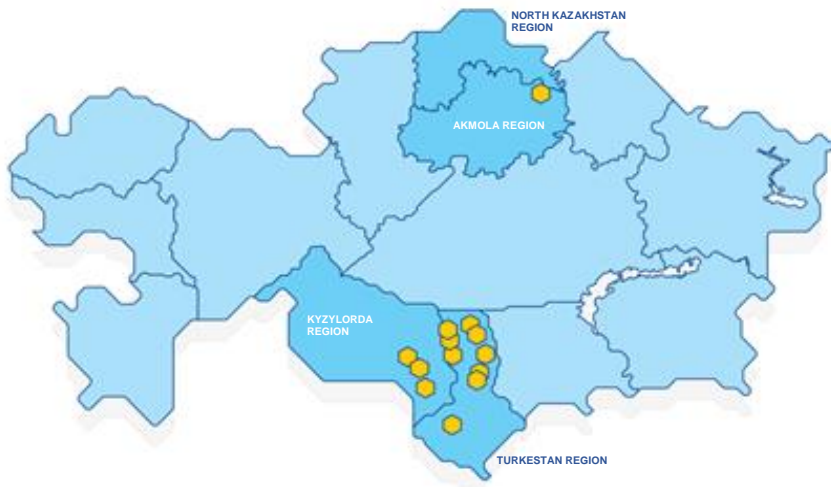 NORTH KAZAKHSTAN
REGION
AKMOLA REGION
KYZYLORDA
REGION
TURKESTAN REGION